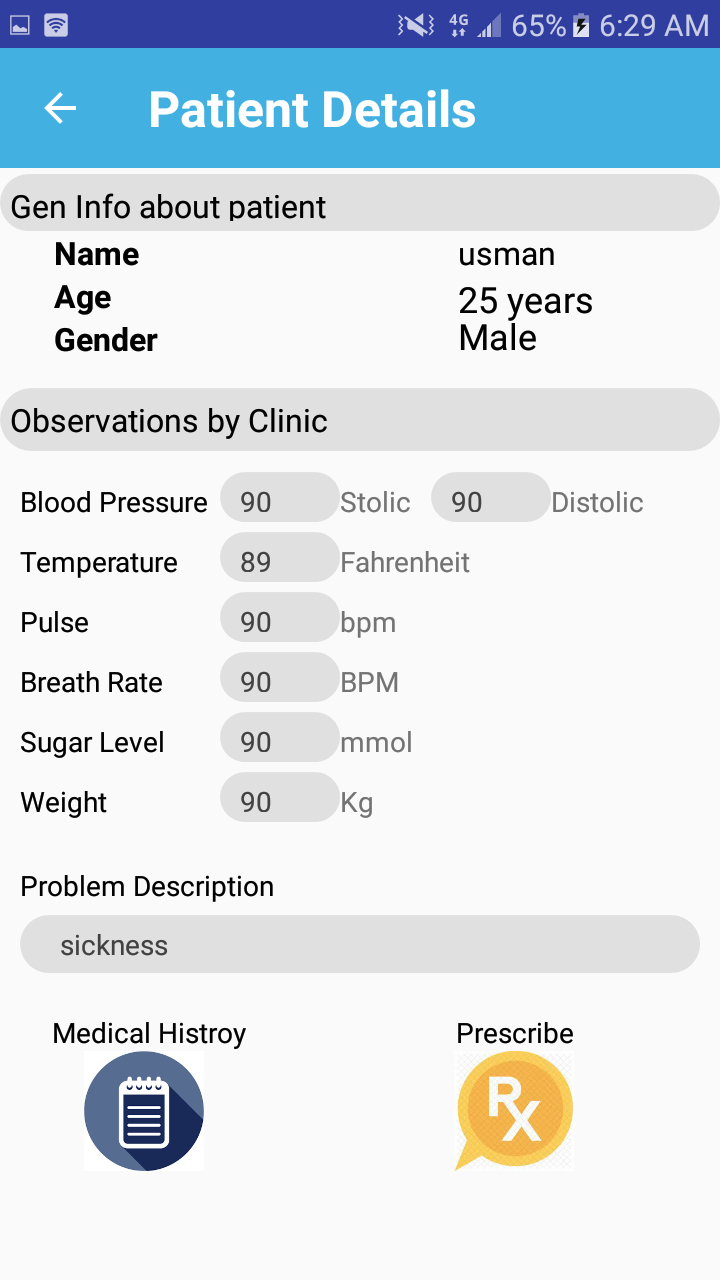 4G 65% 6:29 AM
Patient Details
Gen Info about patient
Name usman
Age 25 years
Gender Male
Observations by Clinic
Blood Pressure 90 Stolic 90 Distolic
Temperature 89 Fahrenheit
Pulse 90 bpm
Breath Rate 90 BPM
Sugar Level 90 mmol
Weight 90 Kg
Problem Description
sickness
Medical Histroy Prescribe
Rx